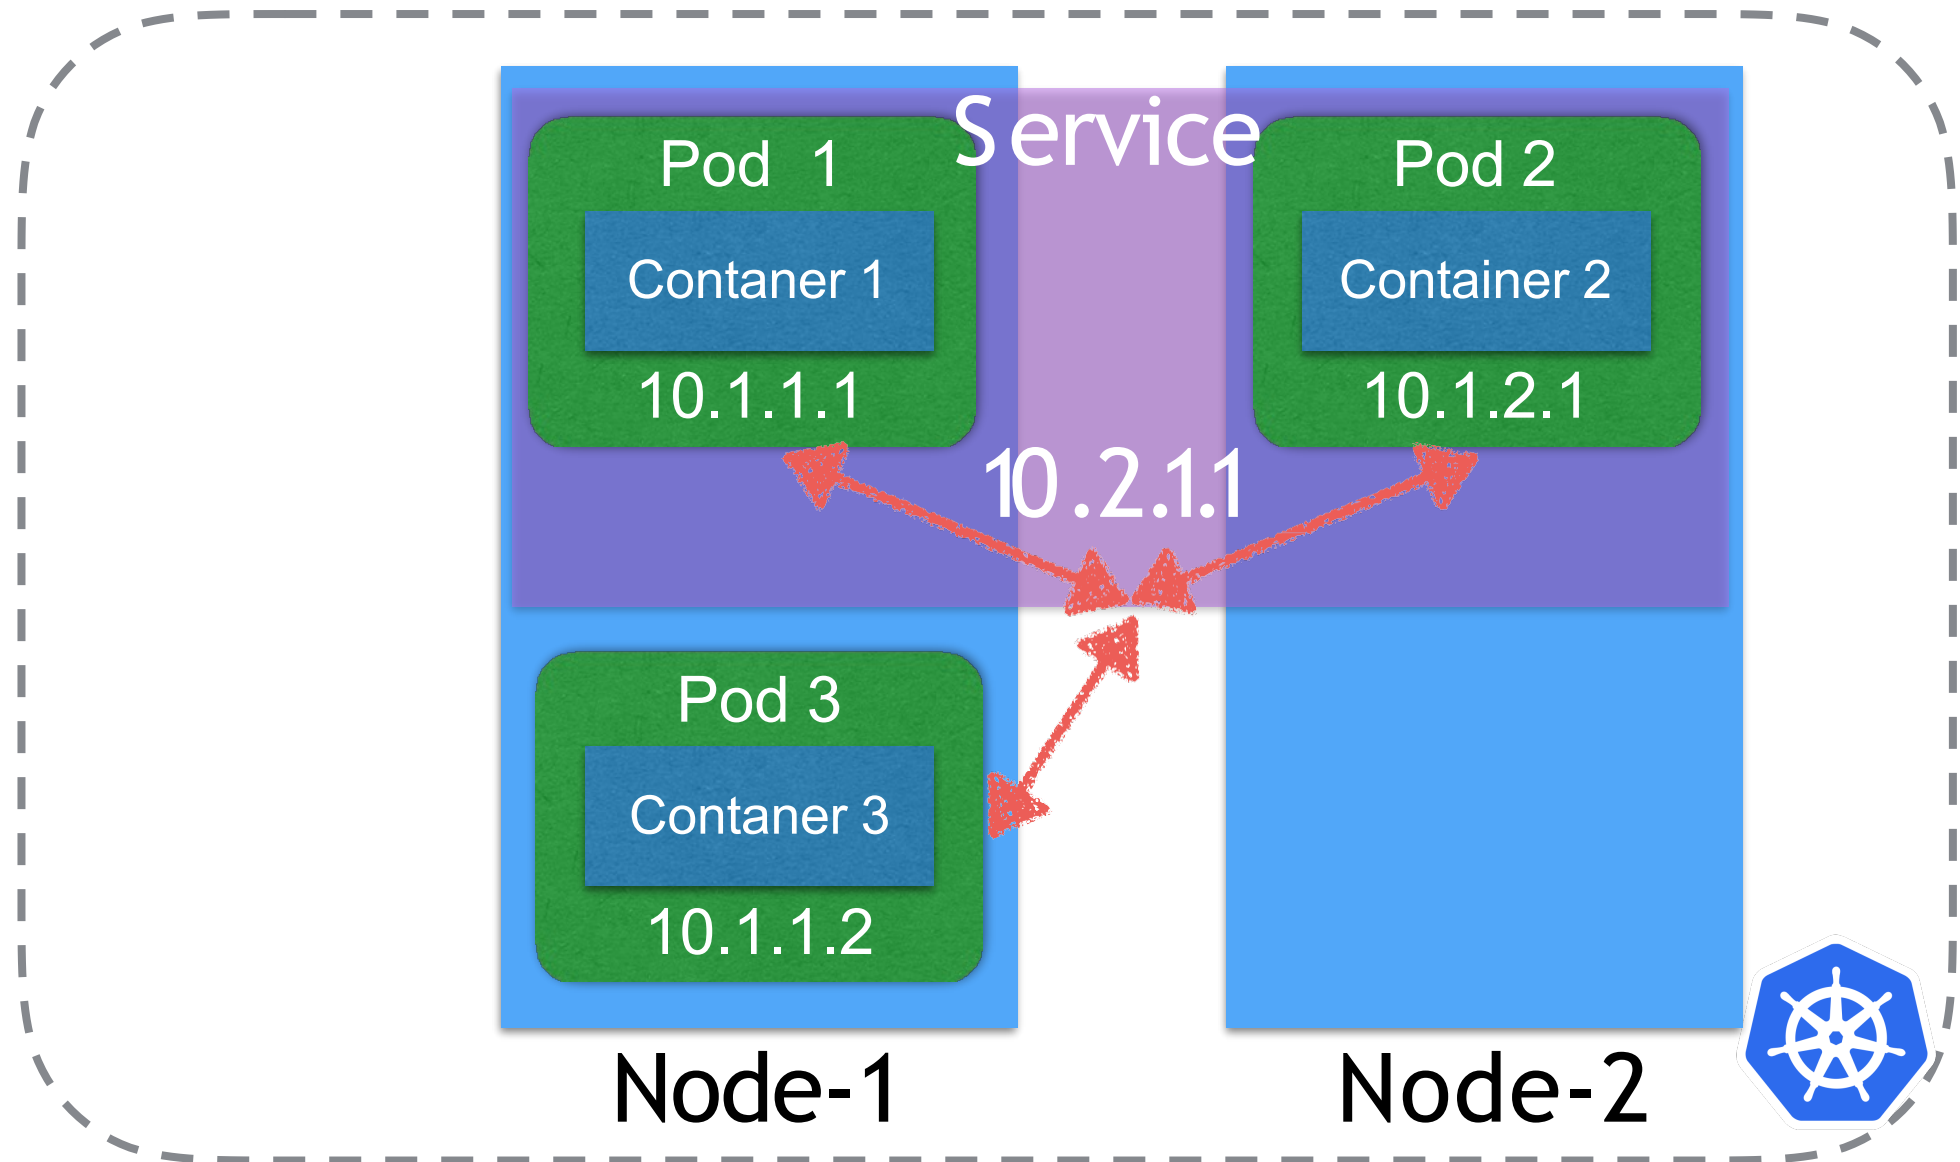 Service
Pod 1
Contaner 1
10.1.1.1
Pod 2
Container 2
10.1.2.1
10.2.1.1
Pod 3
Contaner 3
10.1.1.2
Node-1
Node-2